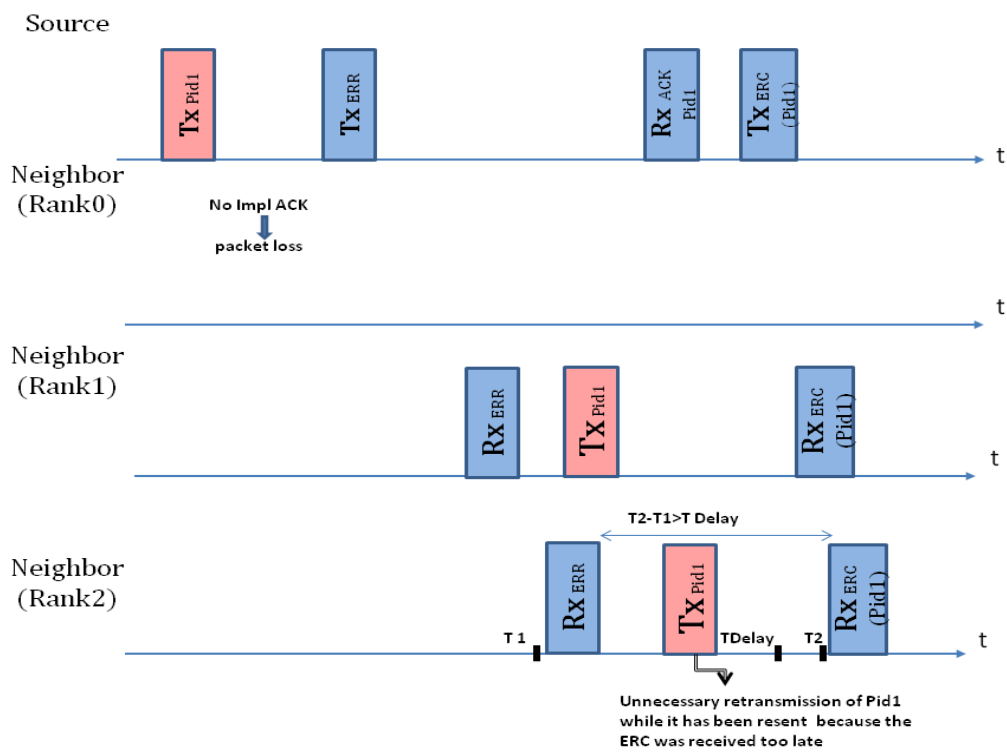 Source
Tx Pid1
Tx ERR
Rx ACK
Pid1
Tx ERC
(Pid1)
t
Neighbor
(Rank0)
No Impl ACK
packet loss
t
Neighbor
(Rank1)
Rx ERR
Tx Pid1
Rx ERC
(Pid1)
t
T2-T1>T Delay
Neighbor
(Rank2)
Rx ERR
Tx Pid1
Rx ERC
(Pid1)
T 1
TDelay
T2
t
Unnecessary retransmission of Pid1
while it has been resent because the
ERC was received too late